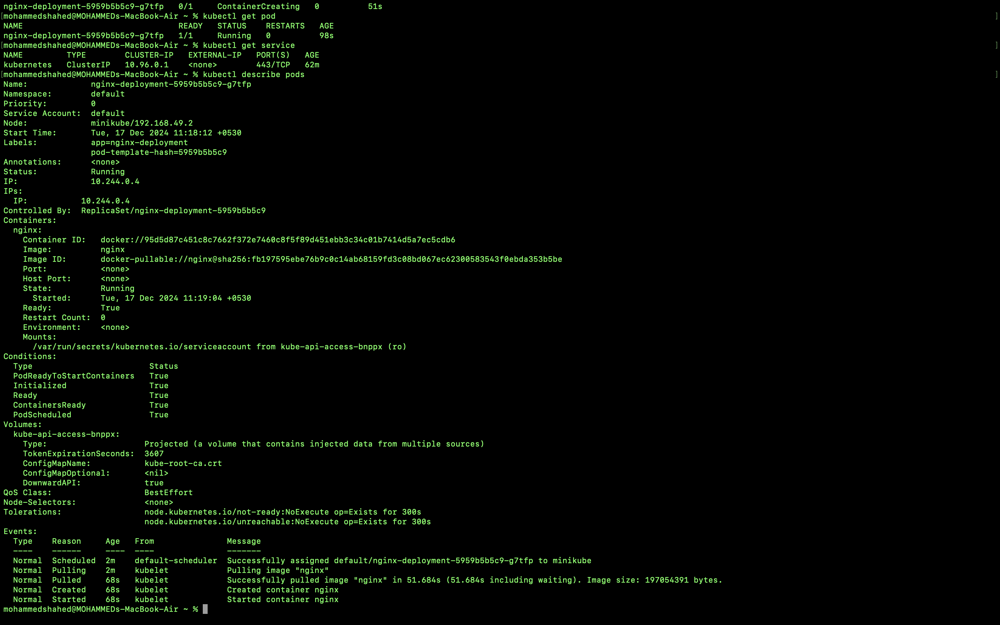 nginx-deployment-5959b5b5c9-g7tfp   0/1     ContainerCreating   0          51s
[mohammedshahed@MOHAMMEDs-MacBook-Air ~ % kubectl get pod ]
NAME                                READY   STATUS    RESTARTS   AGE
nginx-deployment-5959b5b5c9-g7tfp   1/1     Running   0          98s
[mohammedshahed@MOHAMMEDs-MacBook-Air ~ % kubectl get service ]
NAME         TYPE        CLUSTER-IP   EXTERNAL-IP   PORT(S)   AGE
kubernetes   ClusterIP   10.96.0.1    <none>        443/TCP   62m
[mohammedshahed@MOHAMMEDs-MacBook-Air ~ % kubectl describe pods ]
Name:             nginx-deployment-5959b5b5c9-g7tfp
Namespace:        default
Priority:         0
Service Account:  default
Node:             minikube/192.168.49.2
Start Time:       Tue, 17 Dec 2024 11:18:12 +0530
Labels:           app=nginx-deployment
                  pod-template-hash=5959b5b5c9
Annotations:      <none>
Status:           Running
IP:               10.244.0.4
IPs:
  IP:           10.244.0.4
Controlled By:  ReplicaSet/nginx-deployment-5959b5b5c9
Containers:
  nginx:
    Container ID:   docker://95d5d87c451c8c7662f372e7460c8f5f89d451ebb3c34c01b7414d5a7ec5cdb6
    Image:          nginx
    Image ID:       docker-pullable://nginx@sha256:fb197595ebe76b9c0c14ab68159fd3c08bd067ec62300583543f0ebda353b5be
    Port:           <none>
    Host Port:      <none>
    State:          Running
      Started:      Tue, 17 Dec 2024 11:19:04 +0530
    Ready:          True
    Restart Count:  0
    Environment:    <none>
    Mounts:
      /var/run/secrets/kubernetes.io/serviceaccount from kube-api-access-bnppx (ro)
Conditions:
  Type                        Status
  PodReadyToStartContainers   True
  Initialized                 True
  Ready                       True
  ContainersReady             True
  PodScheduled                True
Volumes:
  kube-api-access-bnppx:
    Type:                    Projected (a volume that contains injected data from multiple sources)
    TokenExpirationSeconds:  3607
    ConfigMapName:           kube-root-ca.crt
    ConfigMapOptional:       <nil>
    DownwardAPI:             true
QoS Class:                   BestEffort
Node-Selectors:              <none>
Tolerations:                 node.kubernetes.io/not-ready:NoExecute op=Exists for 300s
                             node.kubernetes.io/unreachable:NoExecute op=Exists for 300s
Events:
  Type    Reason     Age   From               Message
  ----    ------     ----  ----               -------
  Normal  Scheduled  2m    default-scheduler  Successfully assigned default/nginx-deployment-5959b5b5c9-g7tfp to minikube
  Normal  Pulling    2m    kubelet            Pulling image "nginx"
  Normal  Pulled     68s   kubelet            Successfully pulled image "nginx" in 51.684s (51.684s including waiting). Image size: 197054391 bytes.
  Normal  Created    68s   kubelet            Created container nginx
  Normal  Started    68s   kubelet            Started container nginx
mohammedshahed@MOHAMMEDs-MacBook-Air ~ %